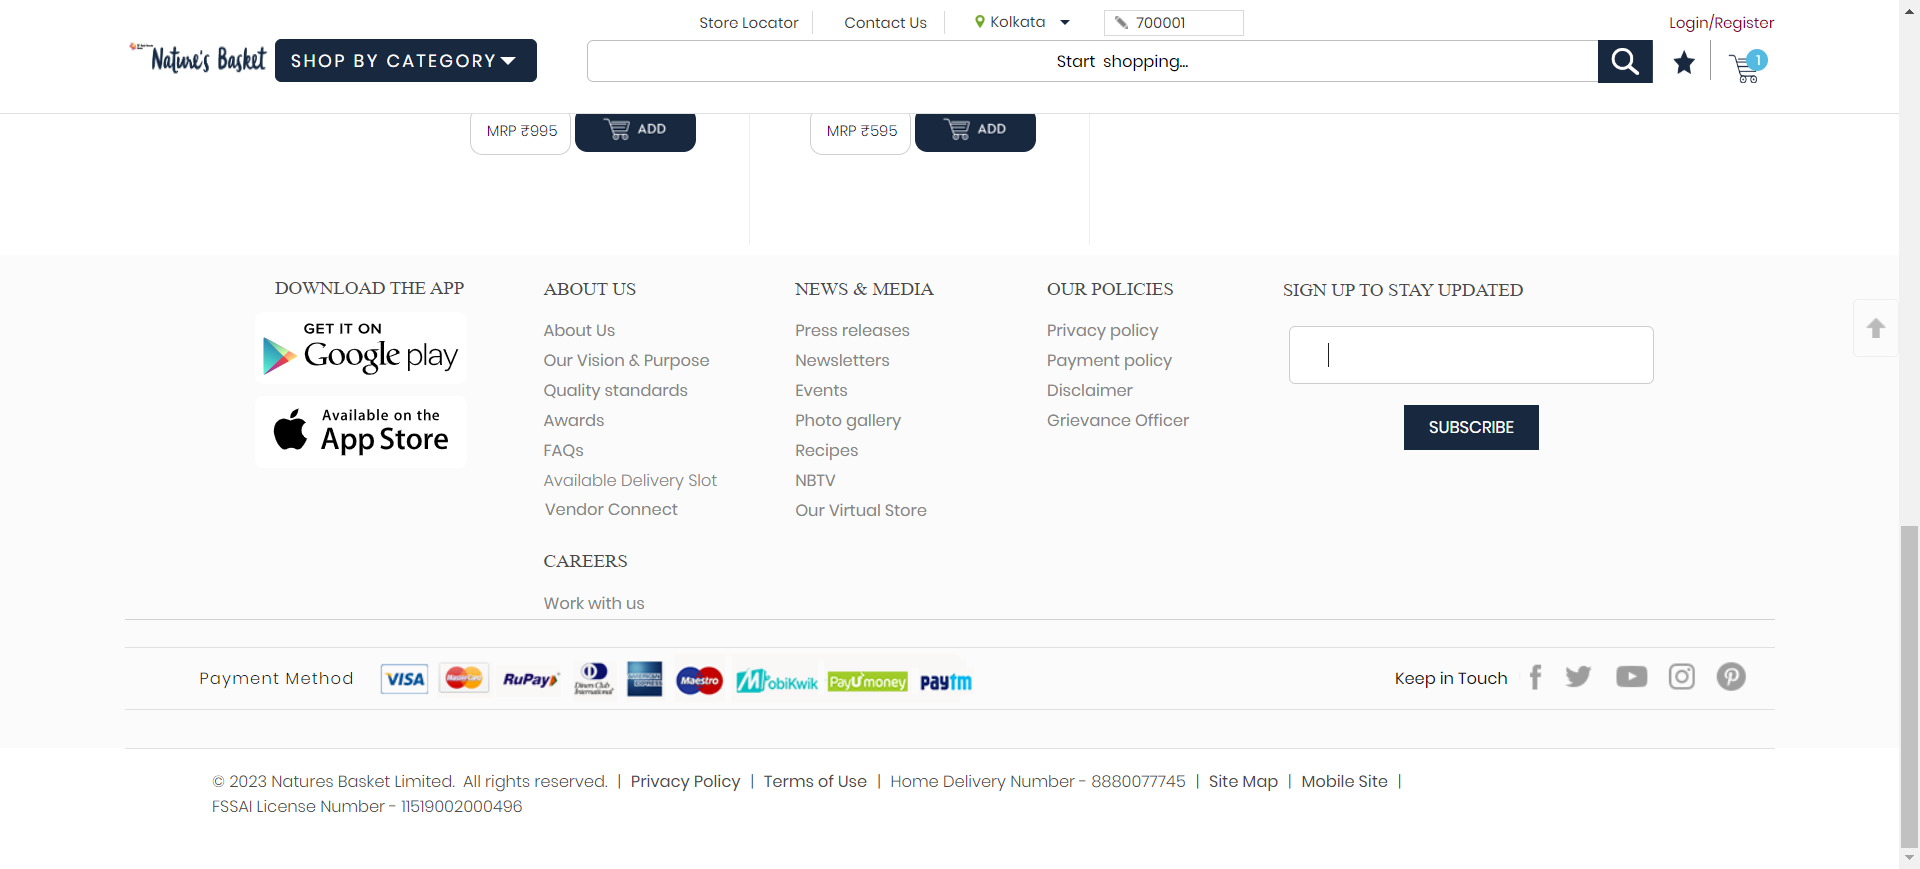 Store Locator
Contact Us
Kolkata
700001
Login/Register
Nature's Basket
SHOP BY CATEGORY
Start shopping...
1
MRP ₹995
ADD
MRP ₹595
ADD
DOWNLOAD THE APP
GET IT ON
Google play
Available on the
App Store
ABOUT US
About Us
Our Vision & Purpose
Quality standards
Awards
FAQs
Available Delivery Slot
Vendor Connect
CAREERS
Work with us
NEWS & MEDIA
Press releases
Newsletters
Events
Photo gallery
Recipes
NBTV
Our Virtual Store
OUR POLICIES
Privacy policy
Payment policy
Disclaimer
Grievance Officer
SIGN UP TO STAY UPDATED
SUBSCRIBE
Payment Method
VISA
MasterCard
RuPay
Diners Club
International
AMERICAN
EXPRESS
Maestro
MobiKwik
PayUmoney
paytm
Keep in Touch
© 2023 Natures Basket Limited. All rights reserved. | Privacy Policy | Terms of Use | Home Delivery Number - 8880077745 | Site Map | Mobile Site |
FSSAI License Number - 11519002000496